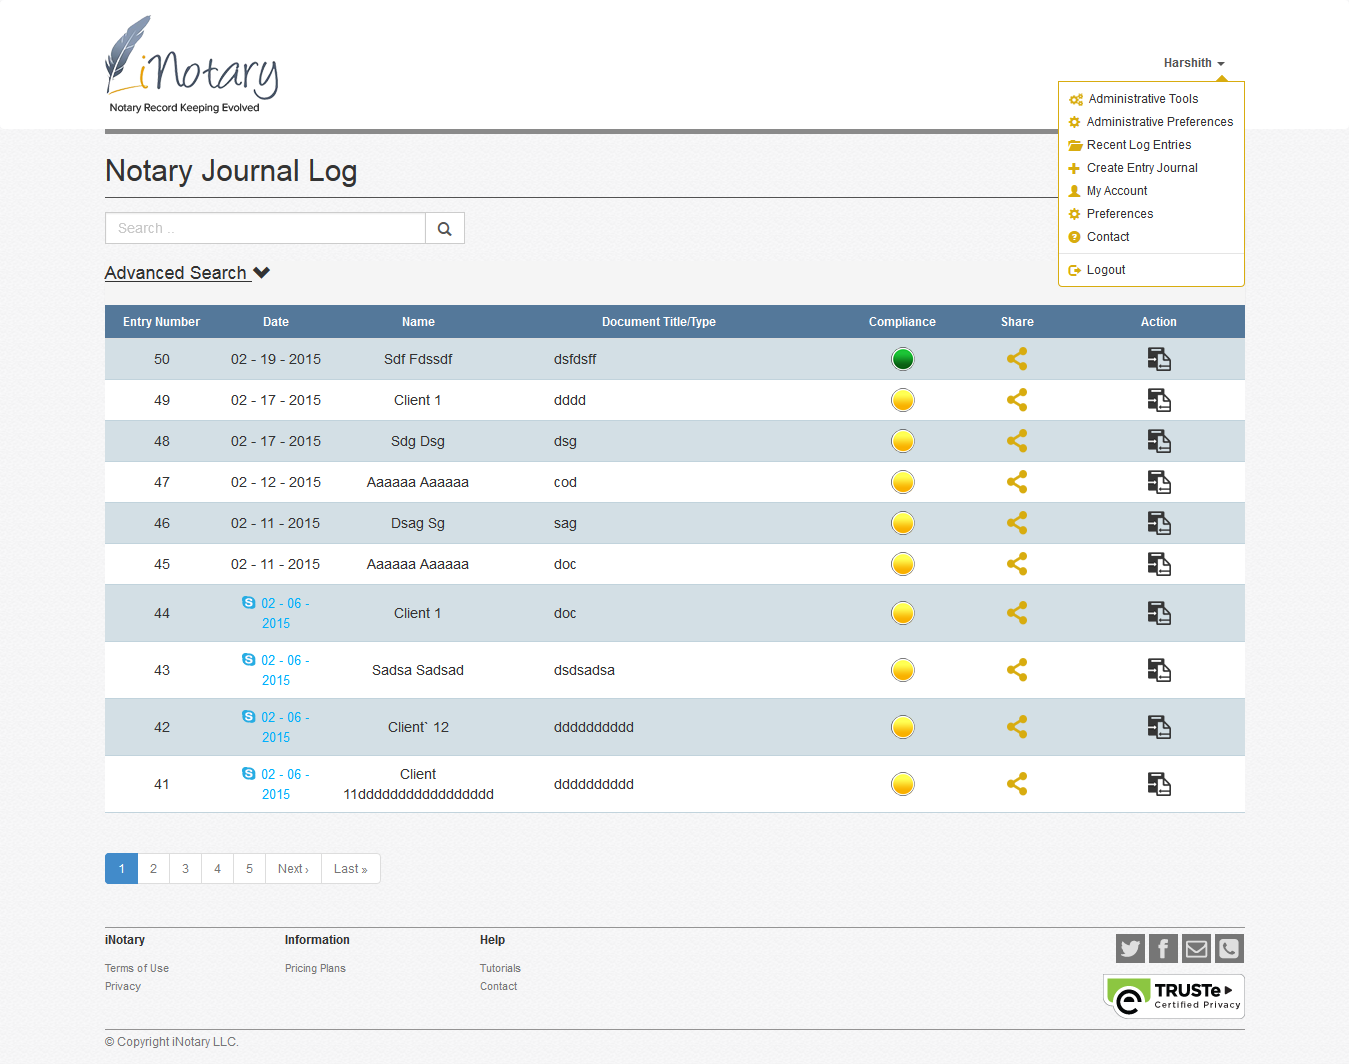 iNotary
Notary Record Keeping Evolved
Harshith
Administrative Tools
Administrative Preferences
Recent Log Entries
Create Entry Journal
My Account
Preferences
Contact
Logout
Notary Journal Log
Search ..
Advanced Search
Entry Number Date Name Document Title/Type Compliance Share Action
50 02 - 19 - 2015 Sdf Fdssdf dsfdsff
49 02 - 17 - 2015 Client 1 dddd
48 02 - 17 - 2015 Sdg Dsg dsg
47 02 - 12 - 2015 Aaaaaa Aaaaaa cod
46 02 - 11 - 2015 Dsag Sg sag
45 02 - 11 - 2015 Aaaaaa Aaaaaa doc
44 02 - 06 - 2015 Client 1 doc
43 02 - 06 - 2015 Sadsa Sadsad dsdsadsa
42 02 - 06 - 2015 Client` 12 dddddddddd
41 02 - 06 - 2015 Client 11ddddddddddddddddd dddddddddd
1 2 3 4 5 Next › Last »
iNotary Information Help
Terms of Use Pricing Plans Tutorials
Privacy Contact
TRUSTe
Certified Privacy
© Copyright iNotary LLC.